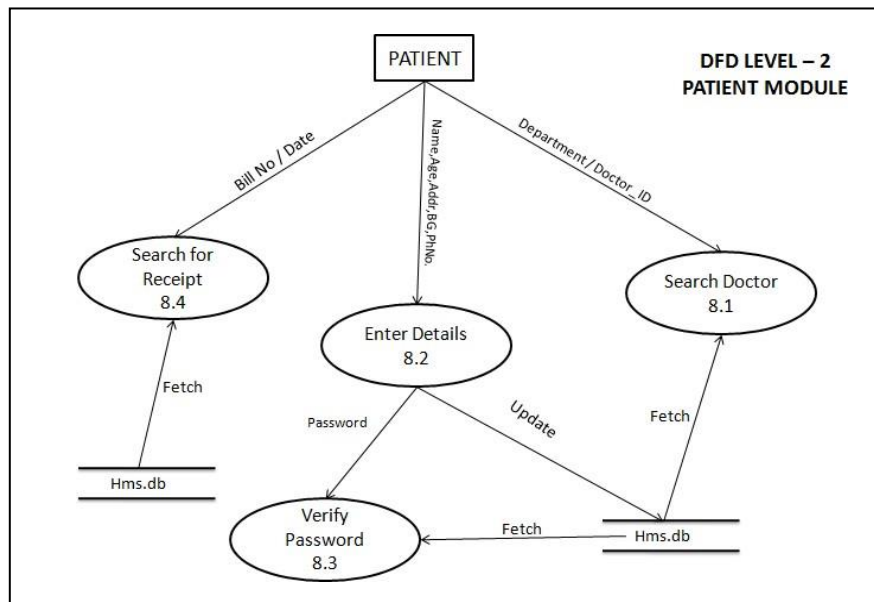 PATIENT
DFD LEVEL – 2
PATIENT MODULE
Bill No / Date
Name,Age,Addr,BG,PhNo.
Department / Doctor_ID
Search for
Receipt
8.4
Search Doctor
8.1
Enter Details
8.2
Fetch
Password
Update
Fetch
Hms.db
Verify
Password
8.3
Fetch
Hms.db